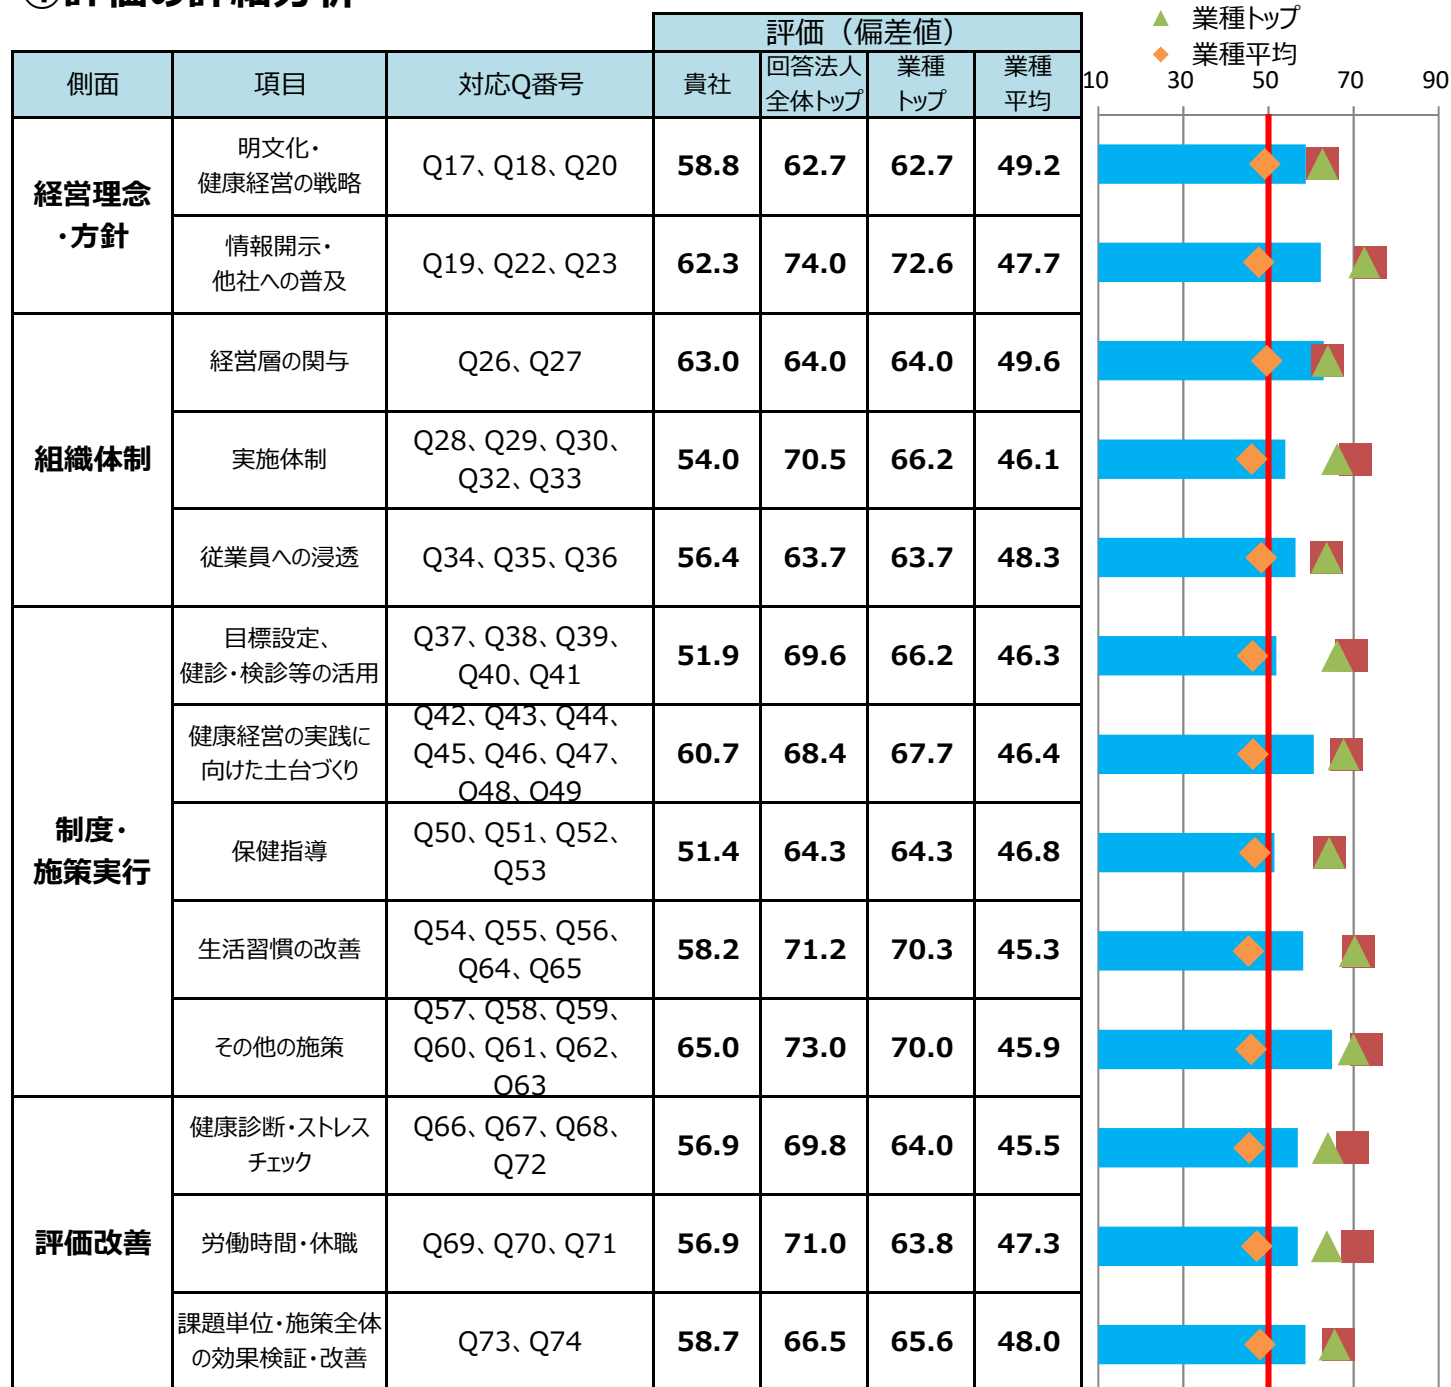 ①評価の詳細分析
業種トップ
業種平均
10 30 50 70 90
評価（偏差値）
側面 項目 対応Q番号 貴社 回答法人 業種 業種
全体トップ トップ 平均
経営理念
・方針
明文化・
健康経営の戦略
Q17、Q18、Q20 58.8 62.7 62.7 49.2
情報開示・
他社への普及
Q19、Q22、Q23 62.3 74.0 72.6 47.7
組織体制
経営層の関与 Q26、Q27 63.0 64.0 64.0 49.6
実施体制
Q28、Q29、Q30、
Q32、Q33
54.0 70.5 66.2 46.1
従業員への浸透 Q34、Q35、Q36 56.4 63.7 63.7 48.3
制度・
施策実行
目標設定、
健診・検診等の活用
Q37、Q38、Q39、
Q40、Q41
51.9 69.6 66.2 46.3
健康経営の実践に
向けた土台づくり
Q42、Q43、Q44、
Q45、Q46、Q47、
Q48、Q49
60.7 68.4 67.7 46.4
保健指導
Q50、Q51、Q52、
Q53
51.4 64.3 64.3 46.8
生活習慣の改善
Q54、Q55、Q56、
Q64、Q65
58.2 71.2 70.3 45.3
その他の施策
Q57、Q58、Q59、
Q60、Q61、Q62、
Q63
65.0 73.0 70.0 45.9
評価改善
健康診断・ストレス
チェック
Q66、Q67、Q68、
Q72
56.9 69.8 64.0 45.5
労働時間・休職 Q69、Q70、Q71 56.9 71.0 63.8 47.3
課題単位・施策全体
の効果検証・改善
Q73、Q74 58.7 66.5 65.6 48.0